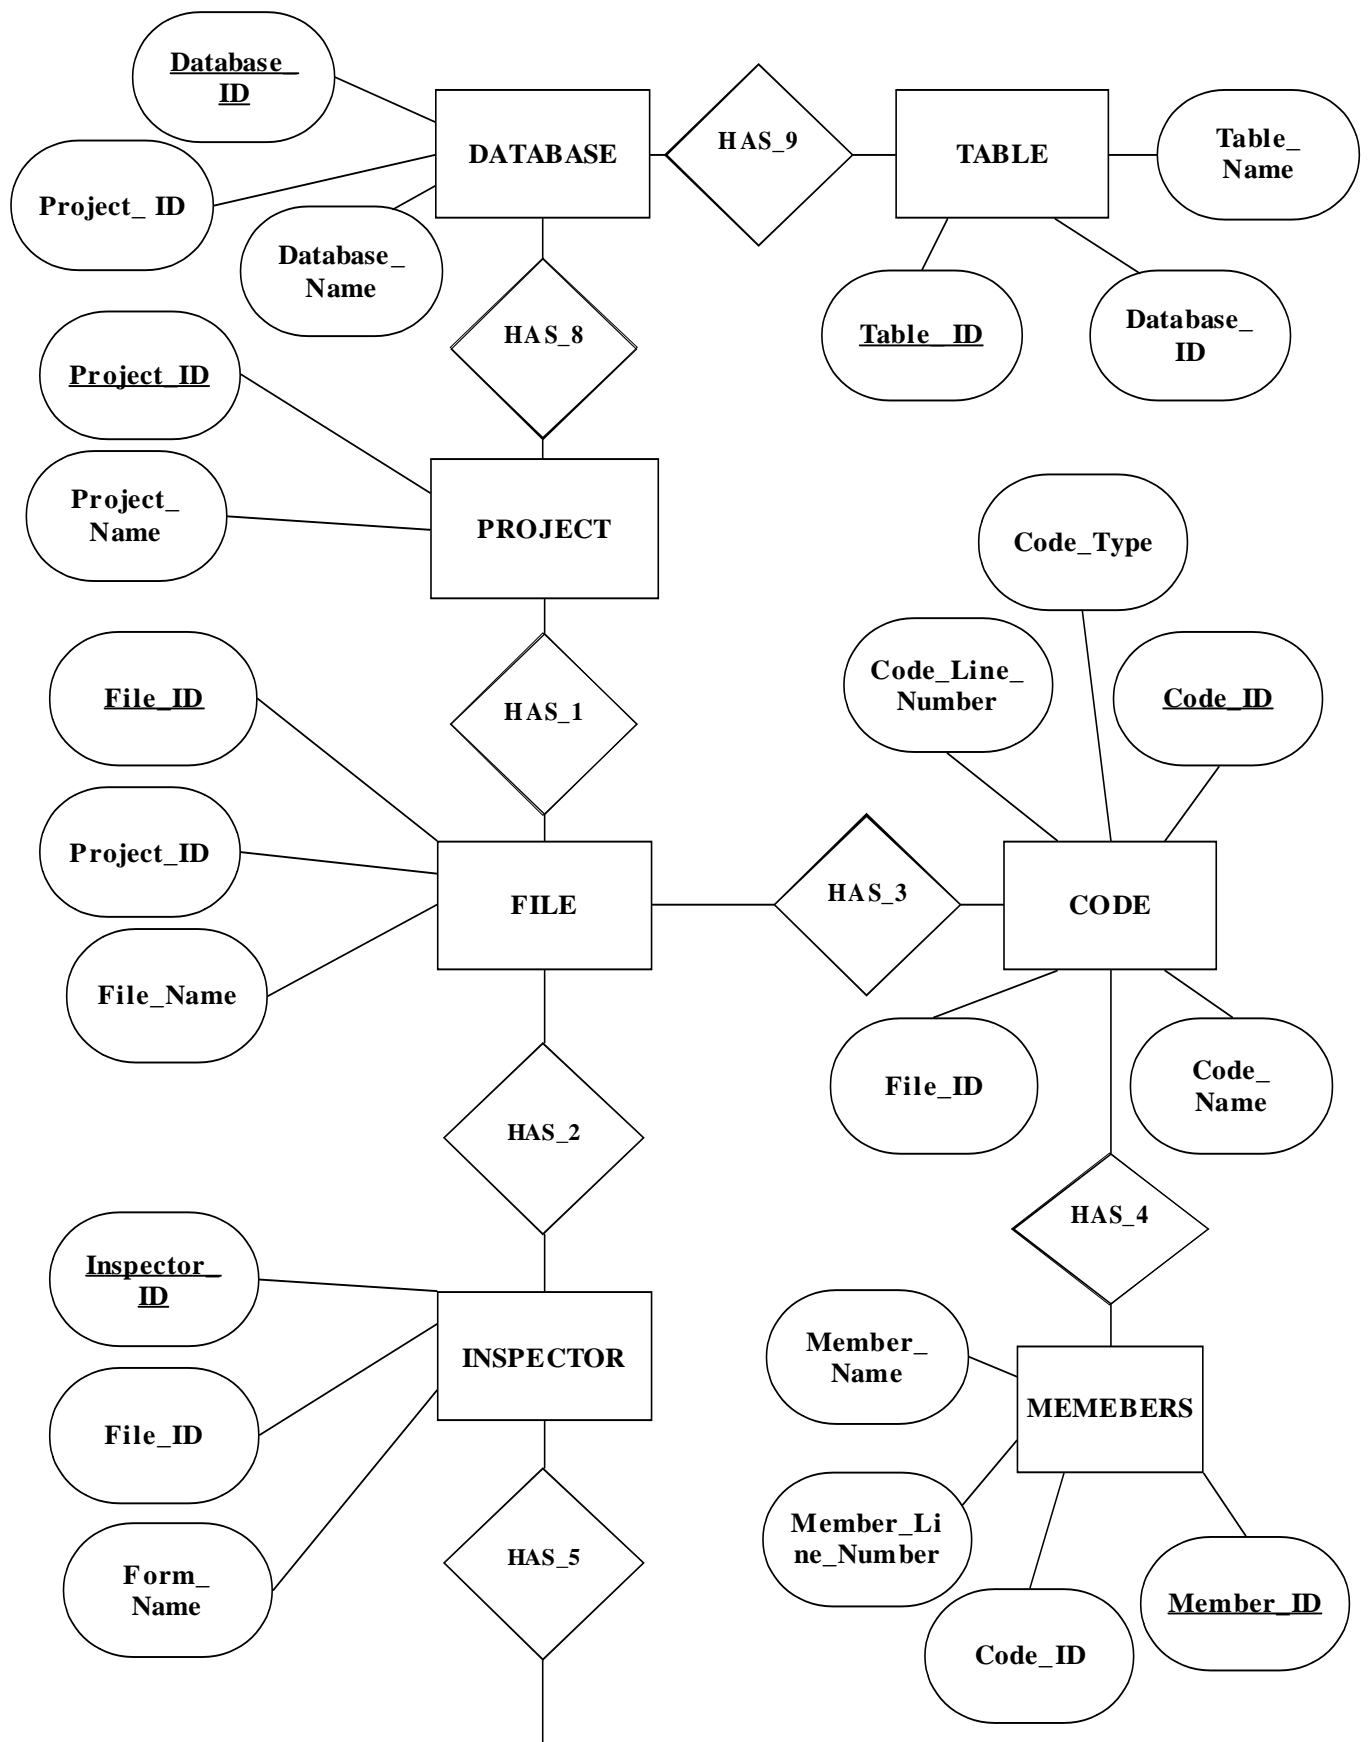 Database_
ID
DATABASE
HAS_9
TABLE
Table_
Name
Project_ ID
Database_
Name
Table_ ID
Database_
ID
HAS_8
Project_ID
Project_
Name
PROJECT
Code_Type
Code_Line_
Number
Code_ID
File_ID
HAS_1
Project_ID
FILE
HAS_3
CODE
File_Name
File_ID
Code_
Name
HAS_2
HAS_4
Inspector_
ID
INSPECTOR
Member_
Name
MEMEBERS
File_ID
Member_Li
ne_Number
HAS_5
Form_
Name
Member_ID
Code_ID